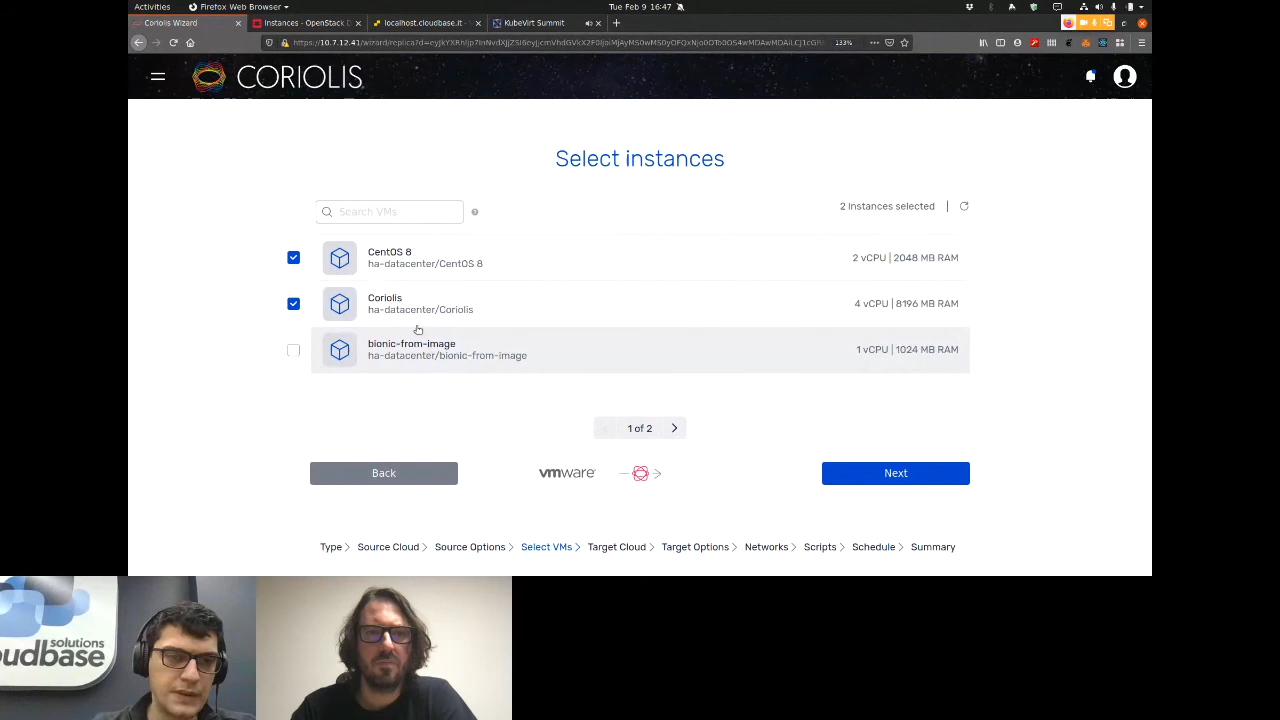 Activities
Firefox Web Browser
Tue Feb 9 16:47
Coriolis Wizard
Instances - OpenStack D
localhost.cloudbase.it - V
KubeVirt Summit
133%
CORIOLIS
Select instances
Search VMs
2 Instances selected
CentOS 8
ha-datacenter/CentOS 8
2 vCPU | 2048 MB RAM
Coriolis
ha-datacenter/Coriolis
4 vCPU | 8196 MB RAM
bionic-from-image
ha-datacenter/bionic-from-image
1 vCPU | 1024 MB RAM
1 of 2
Back
vmware
Next
Type
Source Cloud
Source Options
Select VMs
Target Cloud
Target Options
Networks
Scripts
Schedule
Summary
solutions
oudbase